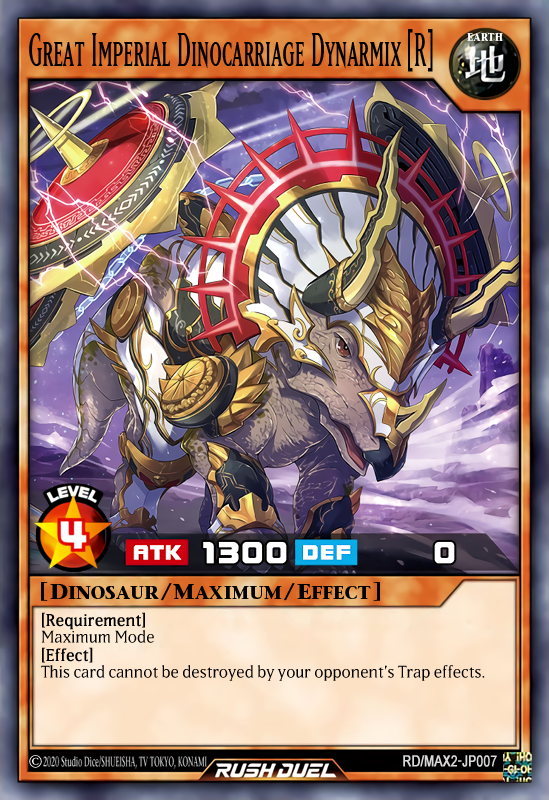 Great Imperial Dinocarriage Dynarmix [R]
EARTH
地
LEVEL
4
ATK 1300 DEF 0
[Dinosaur/Maximum/Effect]
[Requirement]
Maximum Mode
[Effect]
This card cannot be destroyed by your opponent's Trap effects.
©2020 Studio Dice/SHUEISHA, TV TOKYO, KONAMI
RUSH DUEL
RD/MAX2-JP007